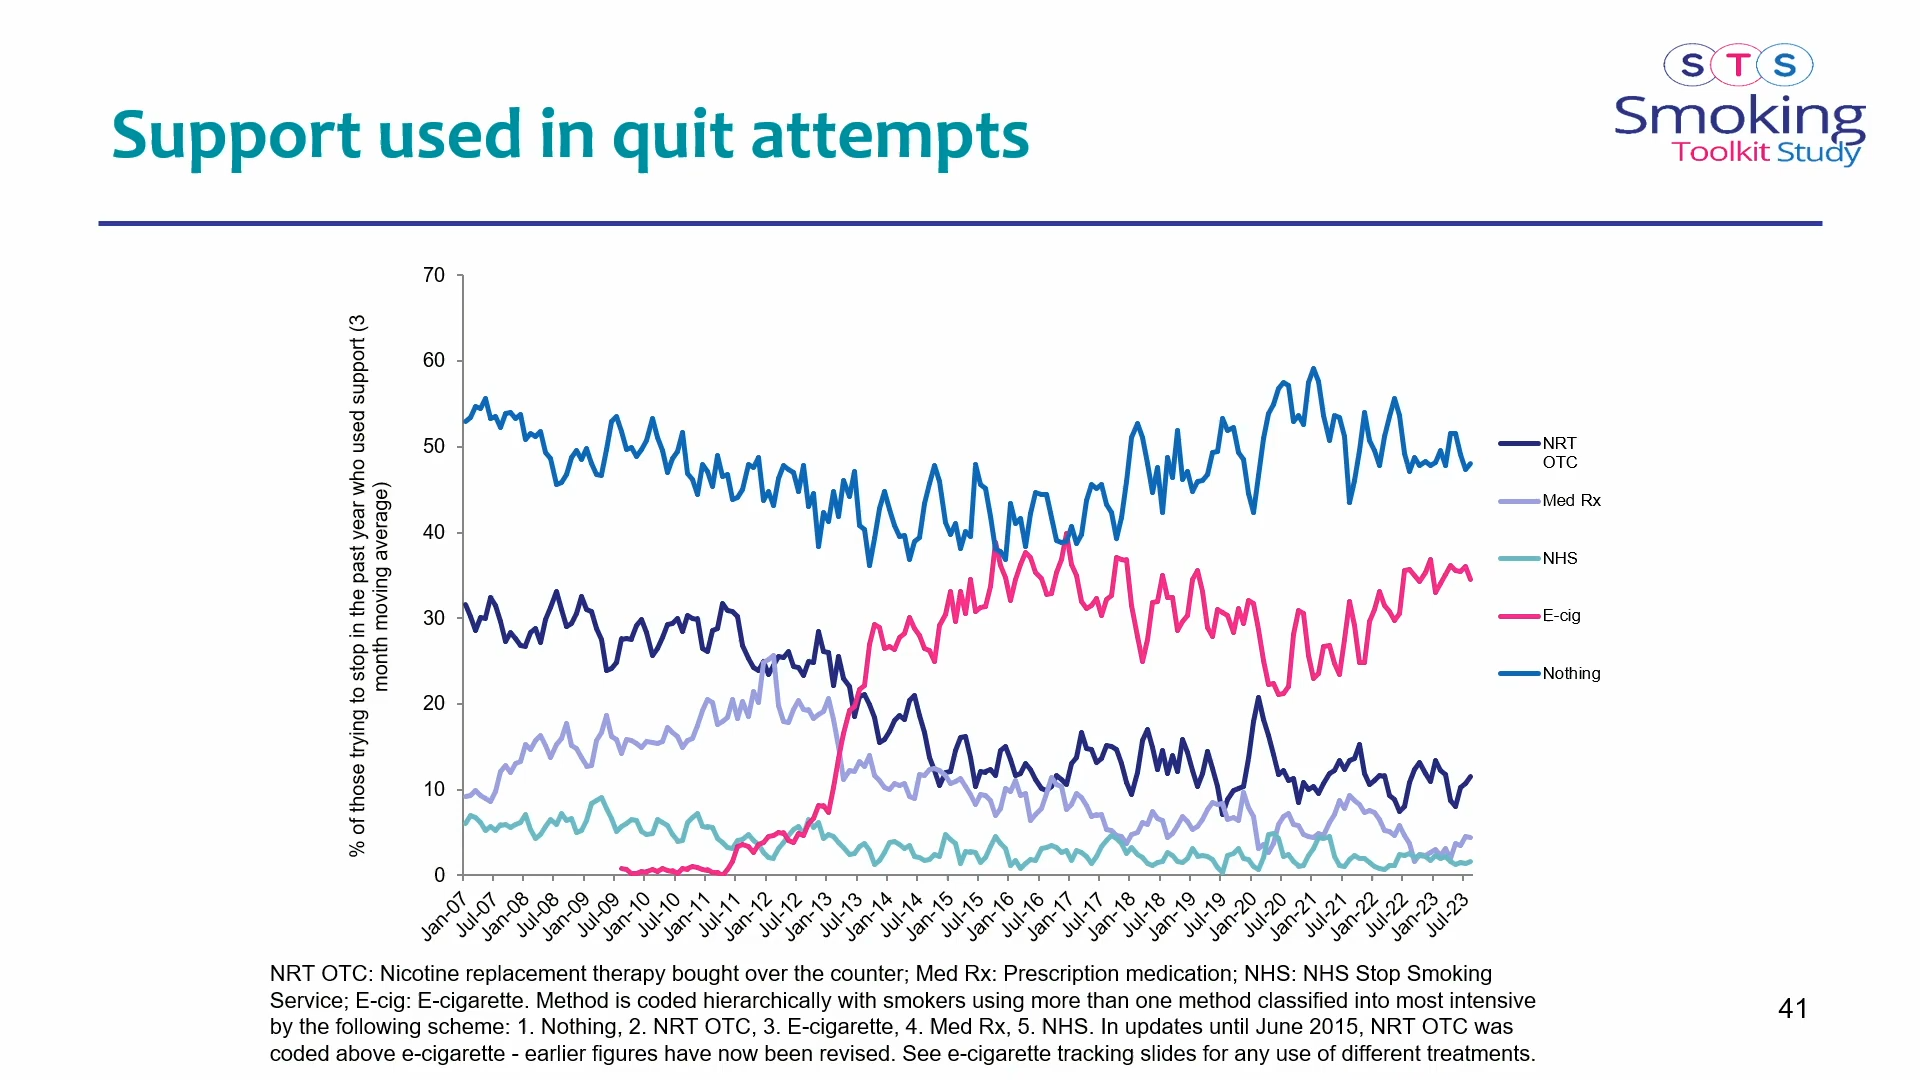 S T S
Smoking
Toolkit Study
Support used in quit attempts
% of those trying to stop in the past year who used support (3
month moving average)
70
60
50
40
30
20
10
0
Jan-07
Jul-07
Jan-08
Jul-08
Jan-09
Jul-09
Jan-10
Jul-10
Jan-11
Jul-11
Jan-12
Jul-12
Jan-13
Jul-13
Jan-14
Jul-14
Jan-15
Jul-15
Jan-16
Jul-16
Jan-17
Jul-17
Jan-18
Jul-18
Jan-19
Jul-19
Jan-20
Jul-20
Jan-21
Jul-21
Jan-22
Jul-22
Jan-23
Jul-23
NRT
OTC
Med Rx
NHS
E-cig
Nothing
NRT OTC: Nicotine replacement therapy bought over the counter; Med Rx: Prescription medication; NHS: NHS Stop Smoking
Service; E-cig: E-cigarette. Method is coded hierarchically with smokers using more than one method classified into most intensive
by the following scheme: 1. Nothing, 2. NRT OTC, 3. E-cigarette, 4. Med Rx, 5. NHS. In updates until June 2015, NRT OTC was
coded above e-cigarette - earlier figures have now been revised. See e-cigarette tracking slides for any use of different treatments.
41